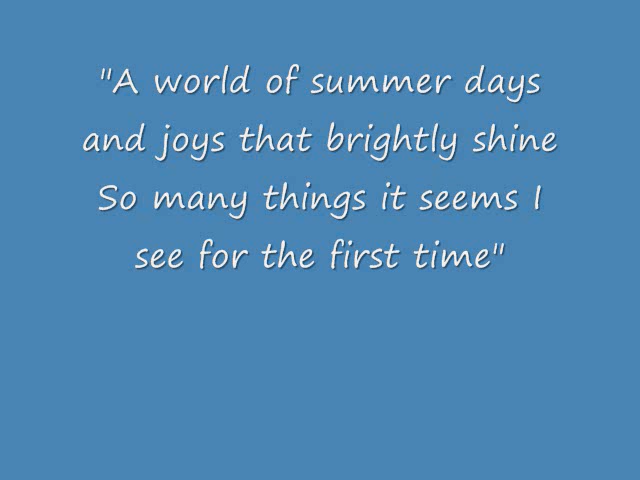 "A world of summer days
and joys that brightly shine
So many things it seems I
see for the first time"